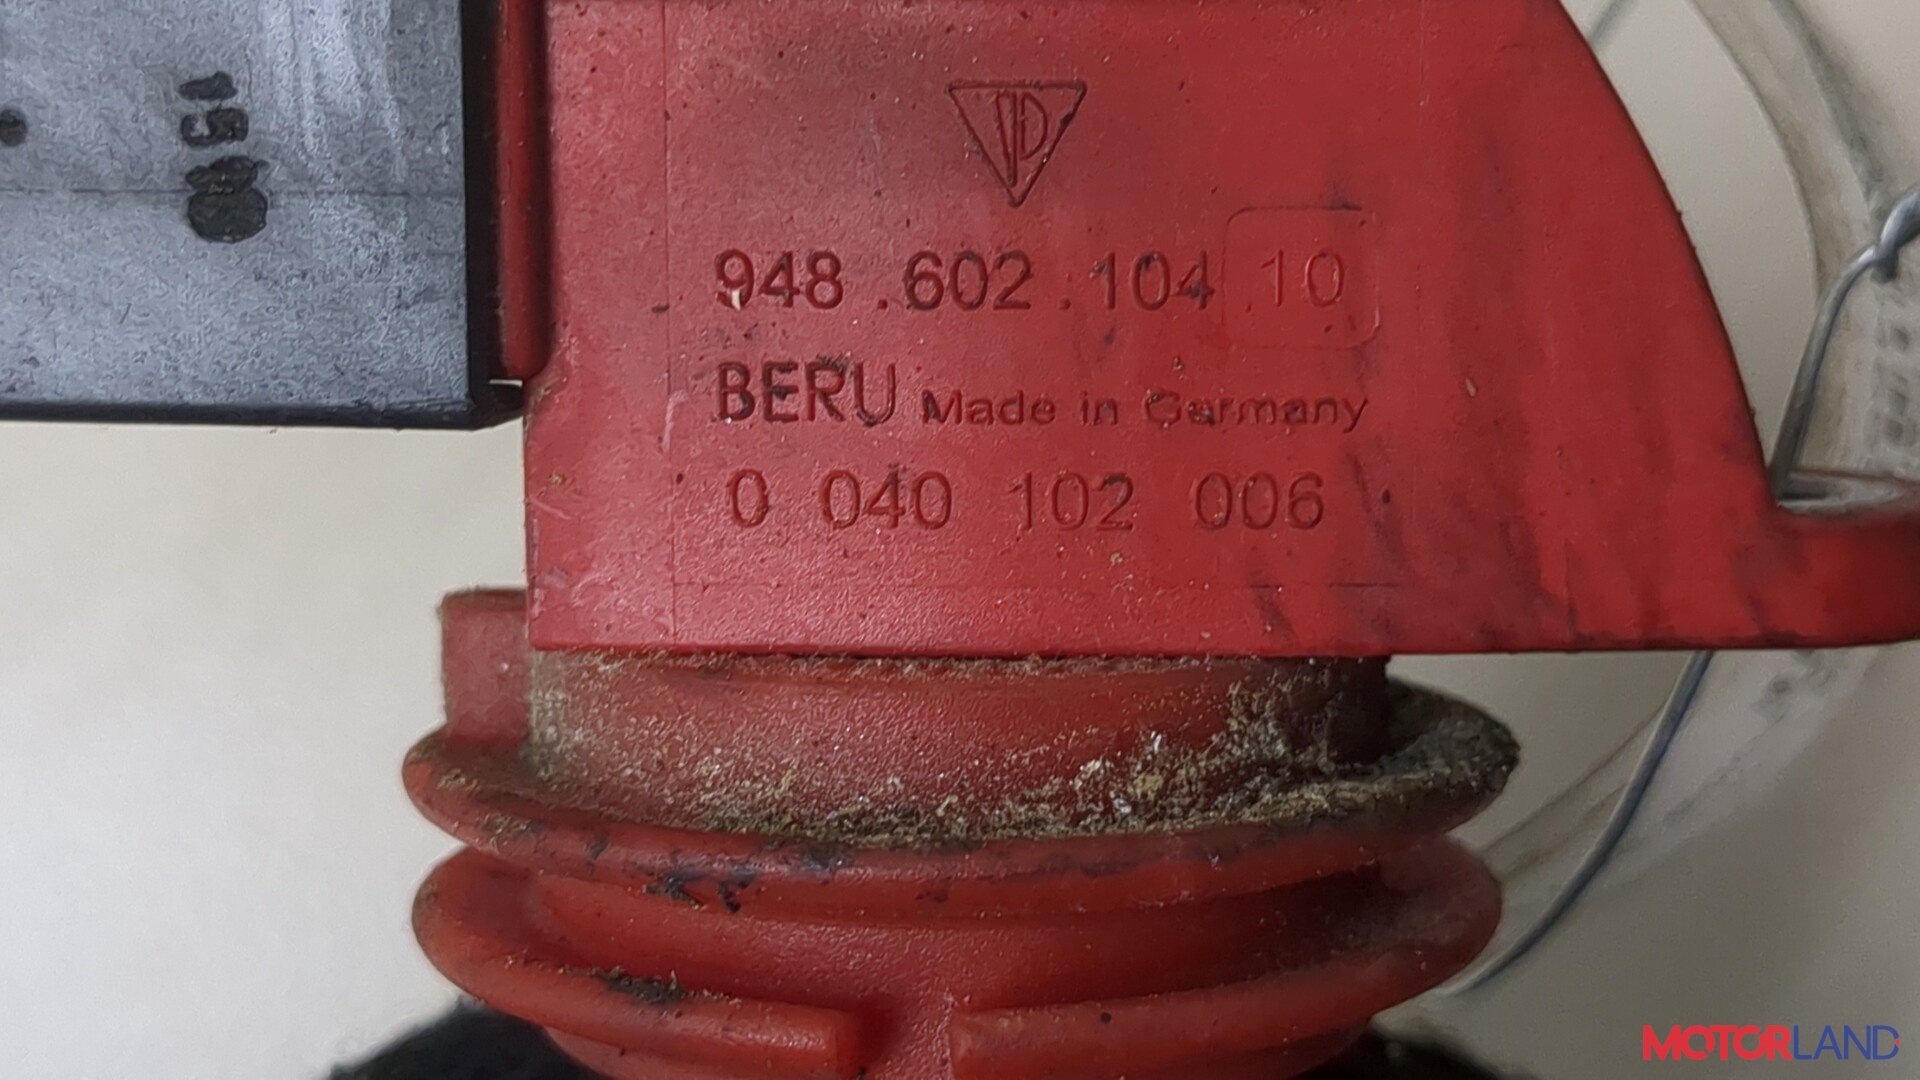 948.602.104.10
BERU Made in Germany
0 040 102 006
MOTORLAND